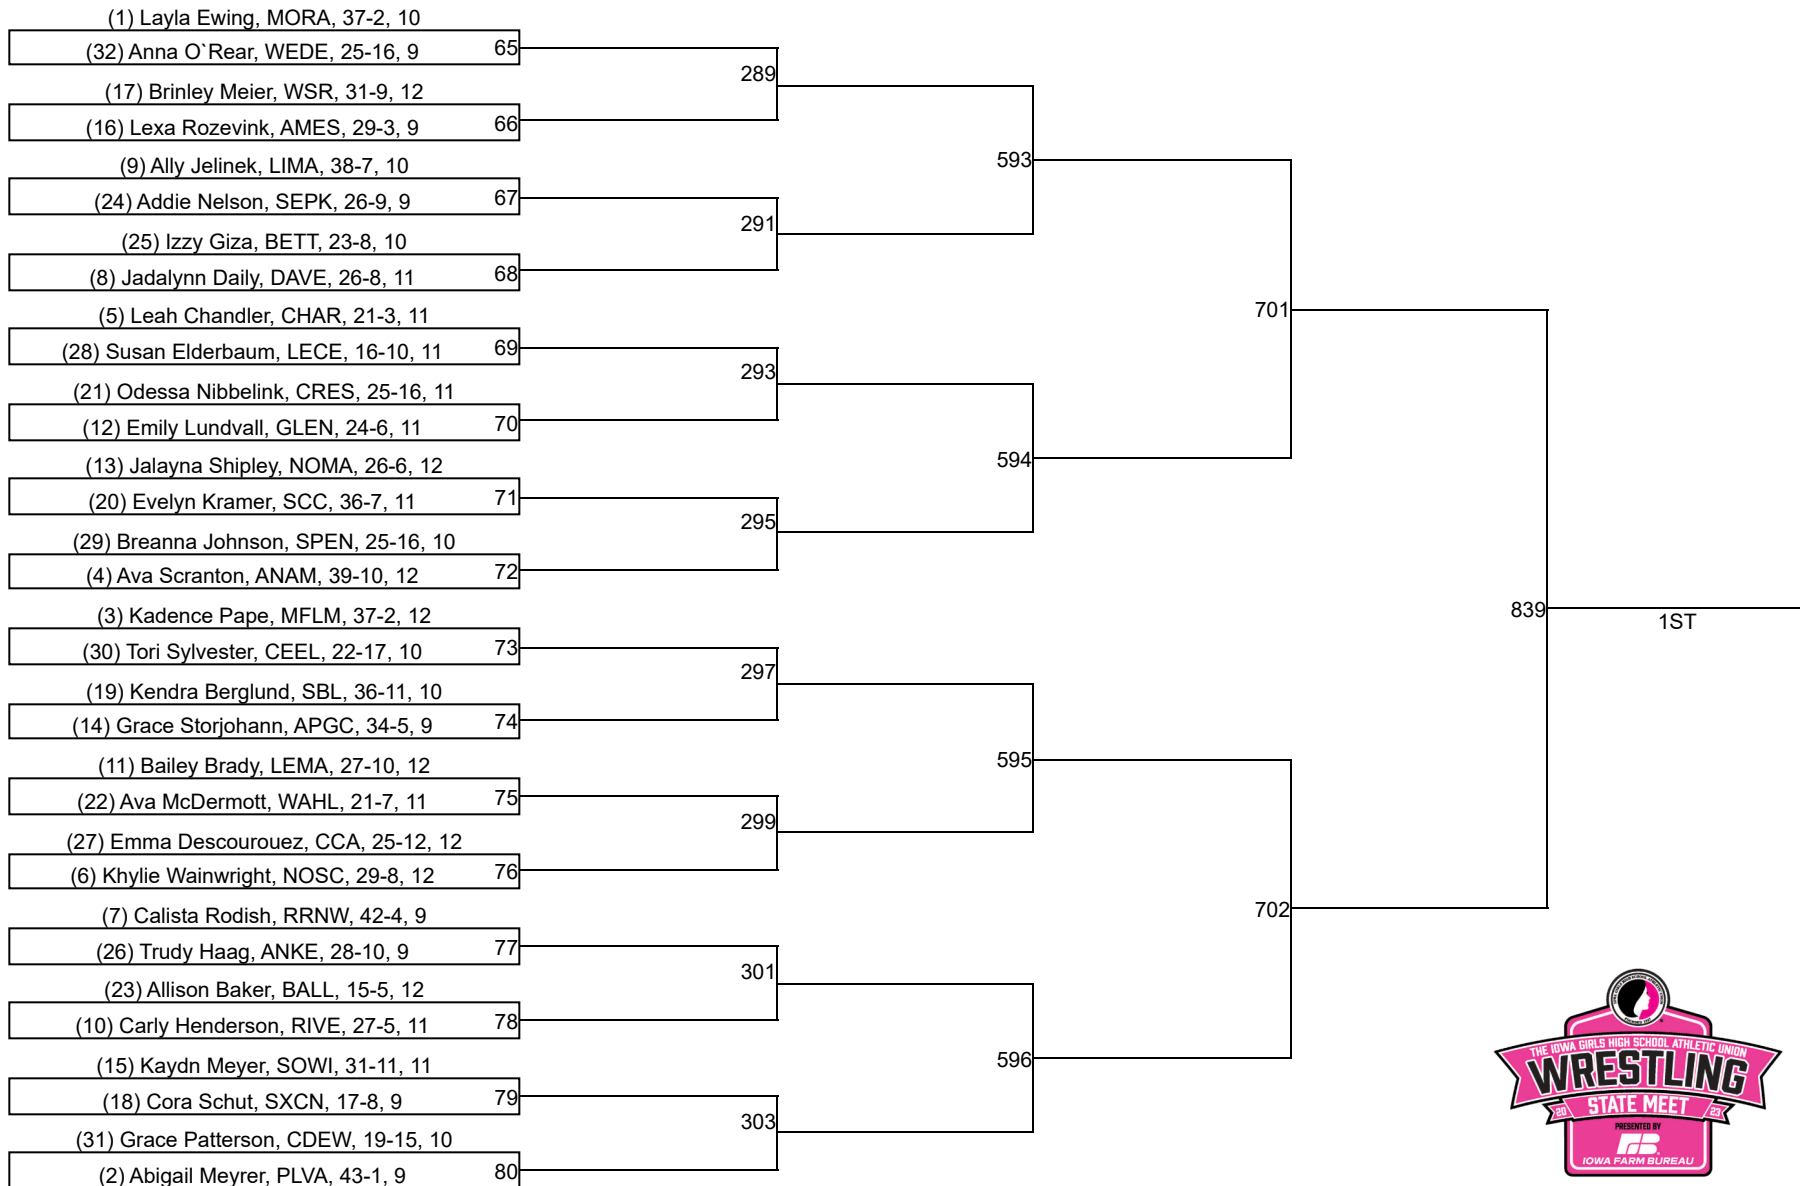 (1) Layla Ewing, MORA, 37-2, 10
(32) Anna O`Rear, WEDE, 25-16, 9
65
289
(17) Brinley Meier, WSR, 31-9, 12
(16) Lexa Rozevink, AMES, 29-3, 9
66
593
(9) Ally Jelinek, LIMA, 38-7, 10
(24) Addie Nelson, SEPK, 26-9, 9
67
291
(25) Izzy Giza, BETT, 23-8, 10
(8) Jadalynn Daily, DAVE, 26-8, 11
68
701
(5) Leah Chandler, CHAR, 21-3, 11
(28) Susan Elderbaum, LECE, 16-10, 11
69
293
(21) Odessa Nibbelink, CRES, 25-16, 11
(12) Emily Lundvall, GLEN, 24-6, 11
70
594
(13) Jalayna Shipley, NOMA, 26-6, 12
(20) Evelyn Kramer, SCC, 36-7, 11
71
295
(29) Breanna Johnson, SPEN, 25-16, 10
(4) Ava Scranton, ANAM, 39-10, 12
72
839
1ST
(3) Kadence Pape, MFLM, 37-2, 12
(30) Tori Sylvester, CEEL, 22-17, 10
73
297
(19) Kendra Berglund, SBL, 36-11, 10
(14) Grace Storjohann, APGC, 34-5, 9
74
595
(11) Bailey Brady, LEMA, 27-10, 12
(22) Ava McDermott, WAHL, 21-7, 11
75
299
(27) Emma Descourouez, CCA, 25-12, 12
(6) Khylie Wainwright, NOSC, 29-8, 12
76
702
(7) Calista Rodish, RRNW, 42-4, 9
(26) Trudy Haag, ANKE, 28-10, 9
77
301
(23) Allison Baker, BALL, 15-5, 12
(10) Carly Henderson, RIVE, 27-5, 11
78
596
(15) Kaydn Meyer, SOWI, 31-11, 11
(18) Cora Schut, SXCN, 17-8, 9
79
303
(31) Grace Patterson, CDEW, 19-15, 10
(2) Abigail Meyrer, PLVA, 43-1, 9
80
THE IOWA GIRLS HIGH SCHOOL ATHLETIC UNION
WRESTLING
20 STATE MEET 23
PRESENTED BY
FB
IOWA FARM BUREAU